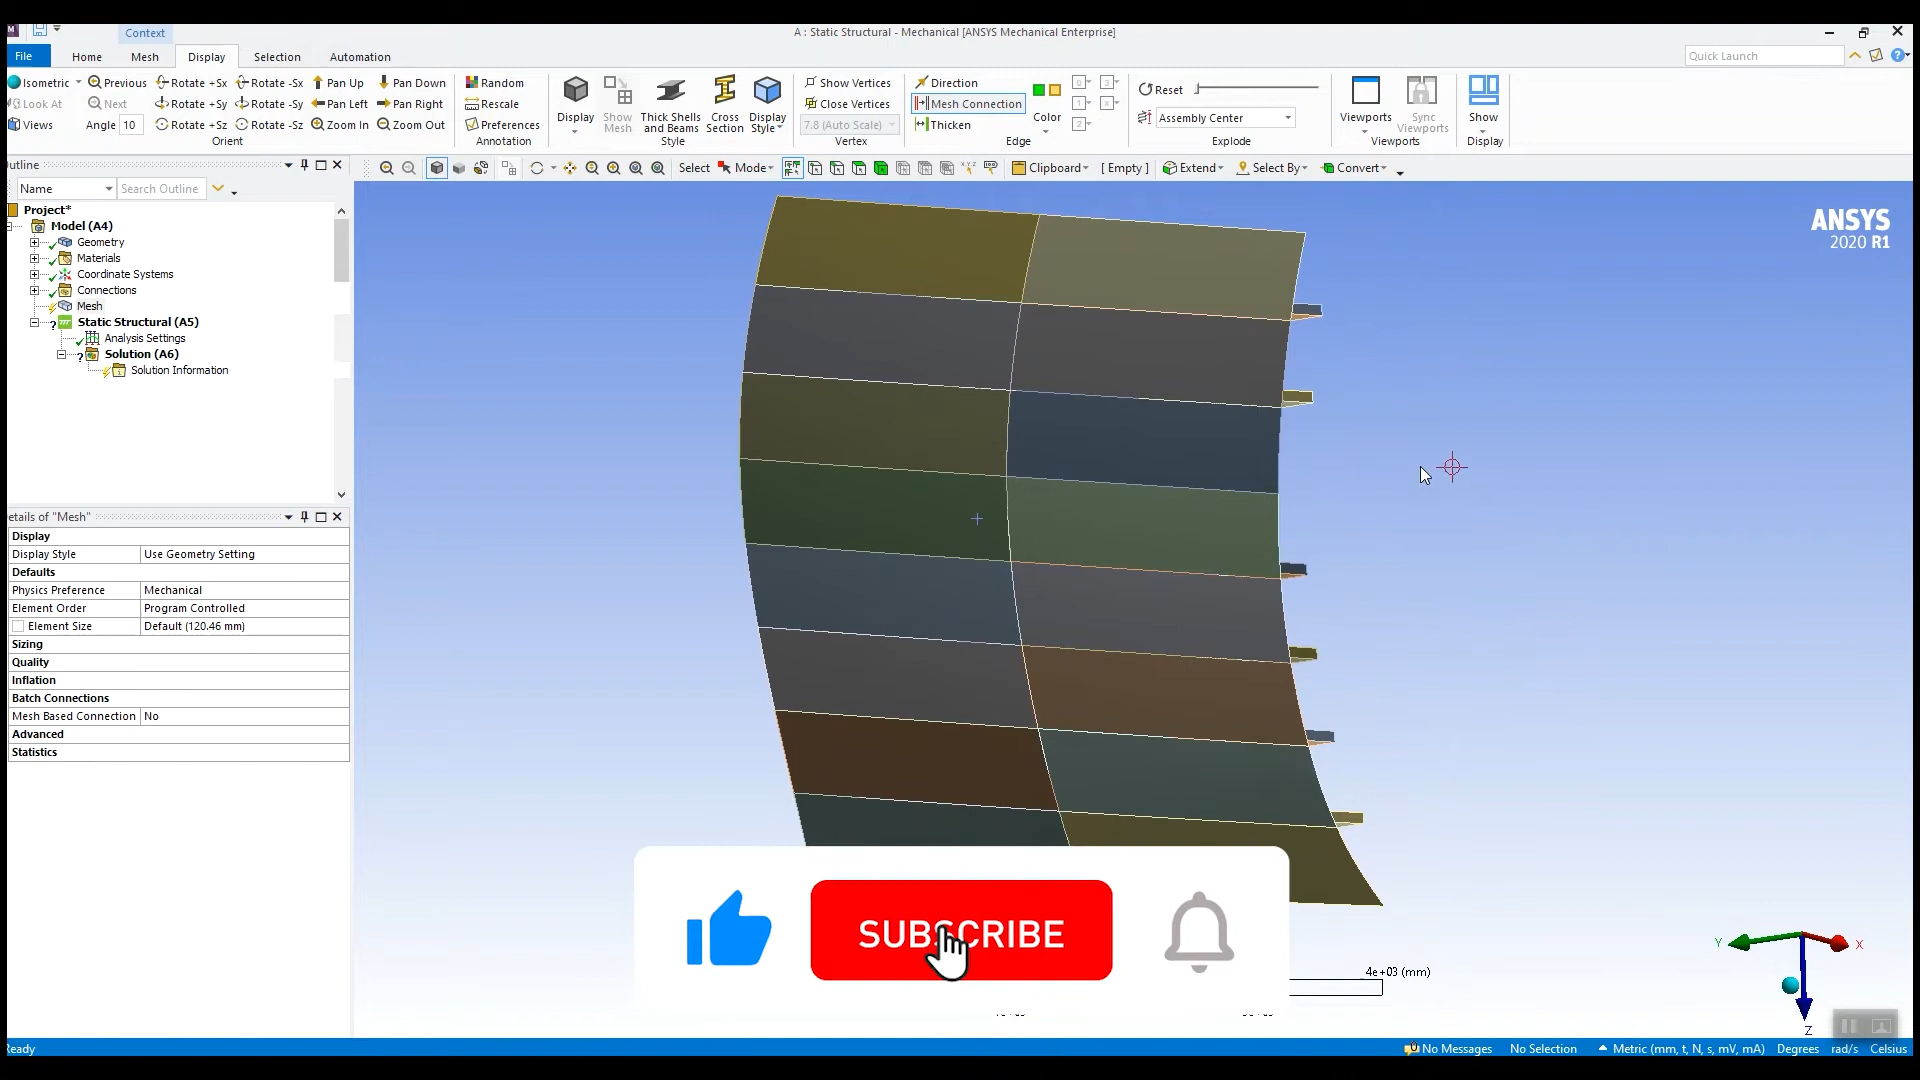 Context
A : Static Structural - Mechanical [ANSYS Mechanical Enterprise]
File Home Mesh Display Selection Automation
Quick Launch
Isometric Previous Rotate +Sx Rotate -Sx Pan Up Pan Down
Look At Next Rotate +Sy Rotate -Sy Pan Left Pan Right
Views Angle 10 Rotate +Sz Rotate -Sz Zoom In Zoom Out
Orient
Random
Rescale
Preferences
Annotation
Display
Show Mesh
Thick Shells and Beams
Cross Section
Display Style
Style
Show Vertices
Close Vertices
7.8 (Auto Scale)
Vertex
Direction
Mesh Connection
Thicken
Color
Edge
Reset
Assembly Center
Explode
Viewports
Sync Viewports
Viewports
Show
Display
utline
Name Search Outline
Select Mode Clipboard [ Empty ] Extend Select By Convert
Project*
Model (A4)
Geometry
Materials
Coordinate Systems
Connections
Mesh
Static Structural (A5)
Analysis Settings
Solution (A6)
Solution Information
etails of "Mesh"
Display
Display Style Use Geometry Setting
Defaults
Physics Preference Mechanical
Element Order Program Controlled
Element Size Default (120.46 mm)
Sizing
Quality
Inflation
Batch Connections
Mesh Based Connection No
Advanced
Statistics
ANSYS
2020 R1
SUBSCRIBE
4e+03 (mm)
Y X
Z
Ready
No Messages No Selection Metric (mm, t, N, s, mV, mA) Degrees rad/s Celsius